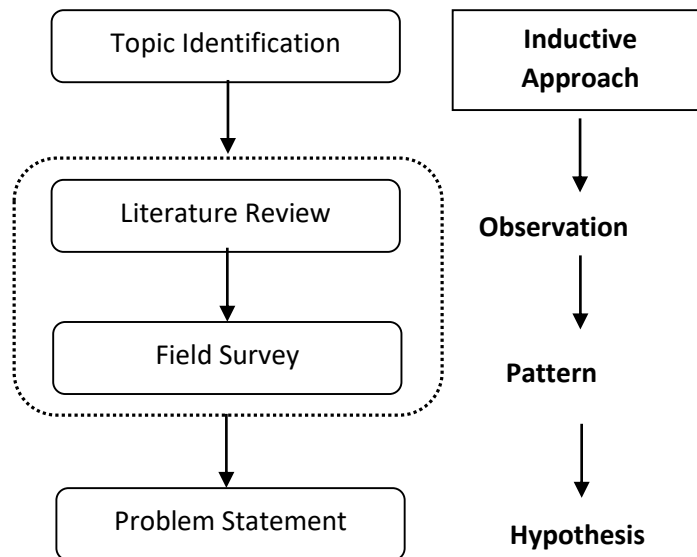 Topic Identification
Literature Review
Field Survey
Problem Statement
Inductive
Approach
Observation
Pattern
Hypothesis